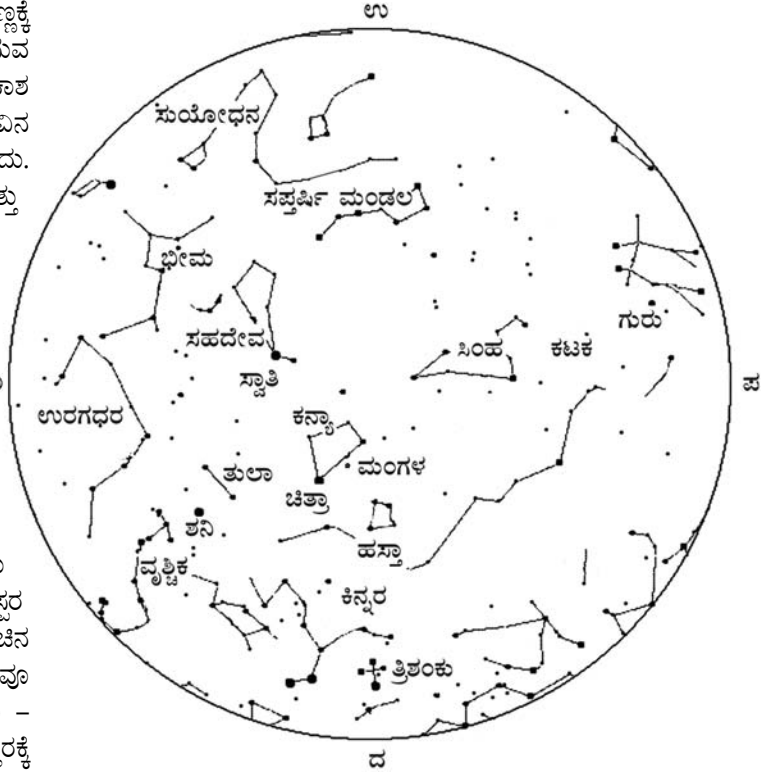 ಉ
ಸುಯೋಧನ
ಸಪ್ತರ್ಷಿ ಮಂಡಲ
ಭೀಮ
ಗುರು
ಸಹದೇವ
ಸಿಂಹ
ಕಟಕ
ಸ್ವಾತಿ
ಪ
ಉರಗಧರ
ಕನ್ಯಾ
ಮಂಗಳ
ತುಲಾ
ಚಿತ್ರಾ
ಶನಿ
ಹಸ್ತಾ
ವೃಶ್ಚಿಕ
ಕಿನ್ನರ
ತ್ರಿಶಂಕು
ದ